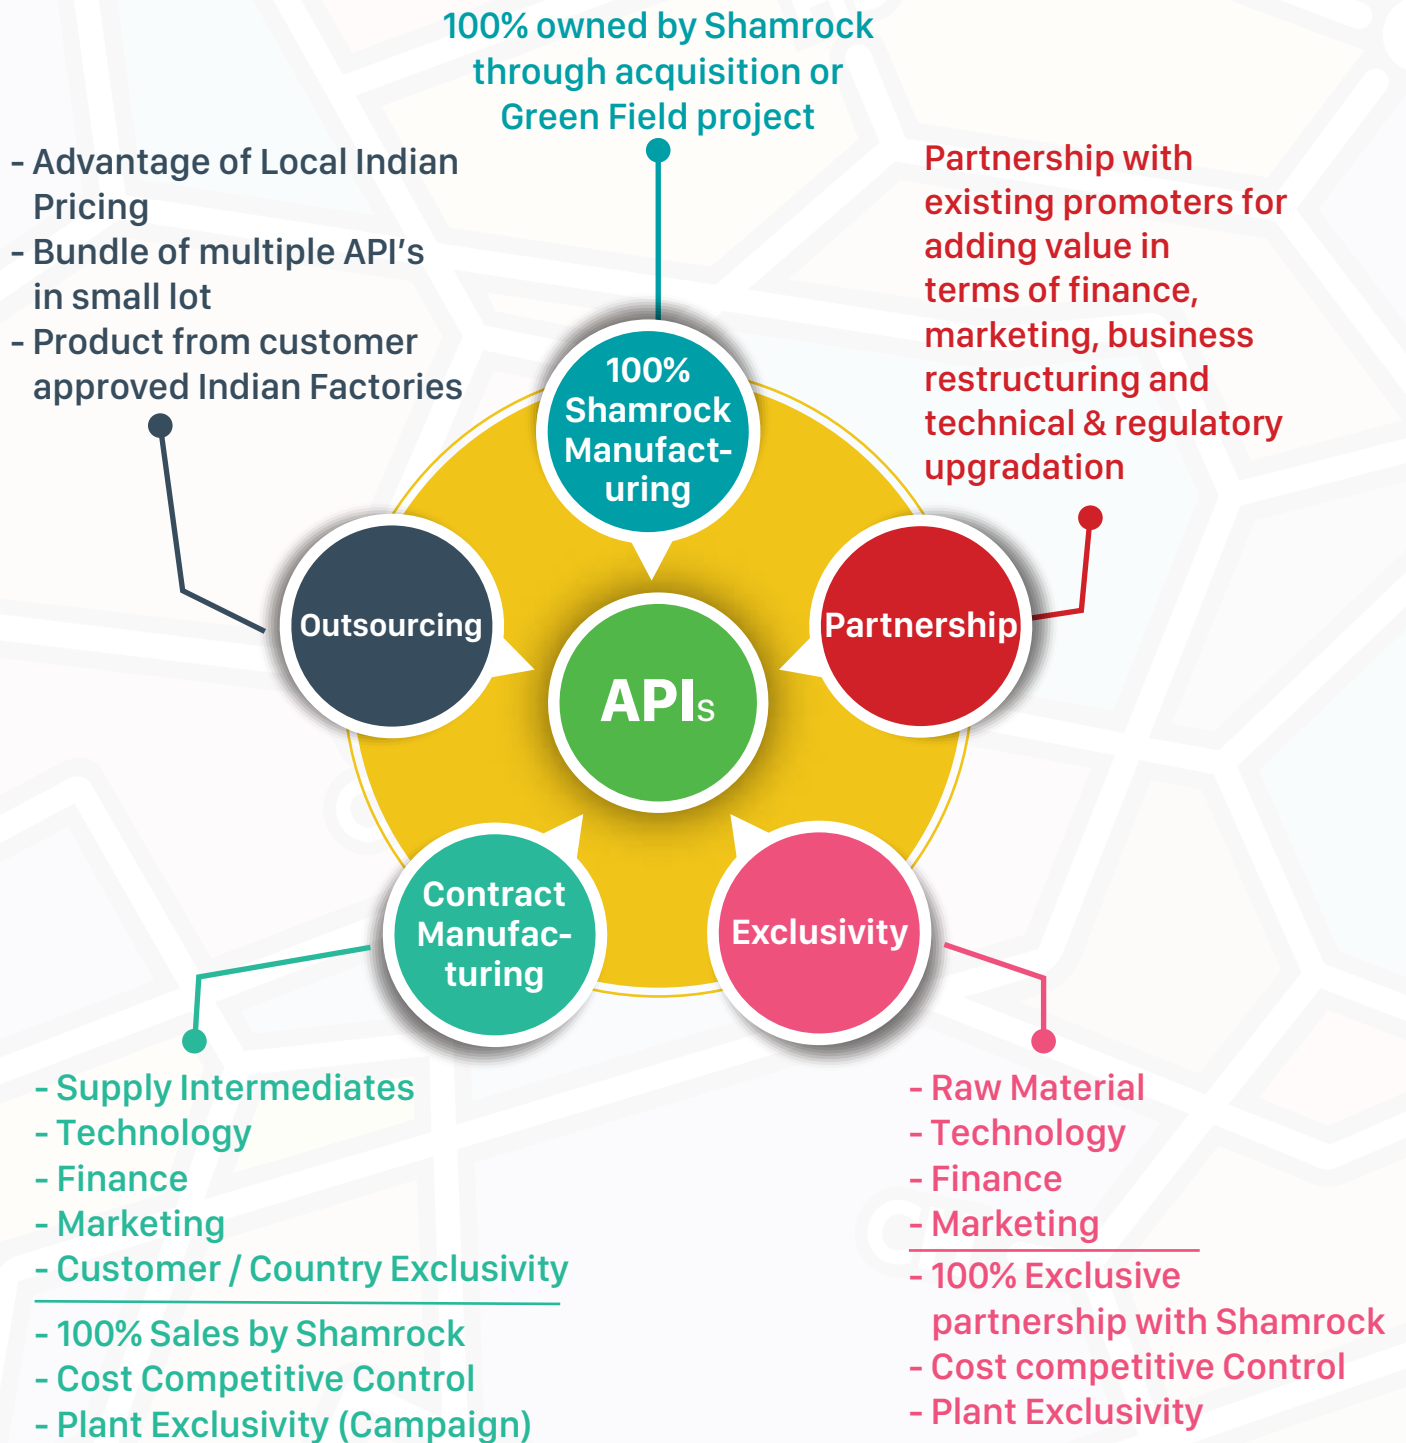 100% owned by Shamrock
through acquisition or
Green Field project
- Advantage of Local Indian
Pricing
- Bundle of multiple API's
in small lot
- Product from customer
approved Indian Factories
Partnership with
existing promoters for
adding value in
terms of finance,
marketing, business
restructuring and
technical & regulatory
upgradation
100%
Shamrock
Manufact-
uring
Outsourcing
Partnership
APIs
Contract
Manufac-
turing
Exclusivity
- Supply Intermediates
- Technology
- Finance
- Marketing
- Customer / Country Exclusivity
- 100% Sales by Shamrock
- Cost Competitive Control
- Plant Exclusivity (Campaign)
- Raw Material
- Technology
- Finance
- Marketing
- 100% Exclusive
partnership with Shamrock
- Cost competitive Control
- Plant Exclusivity